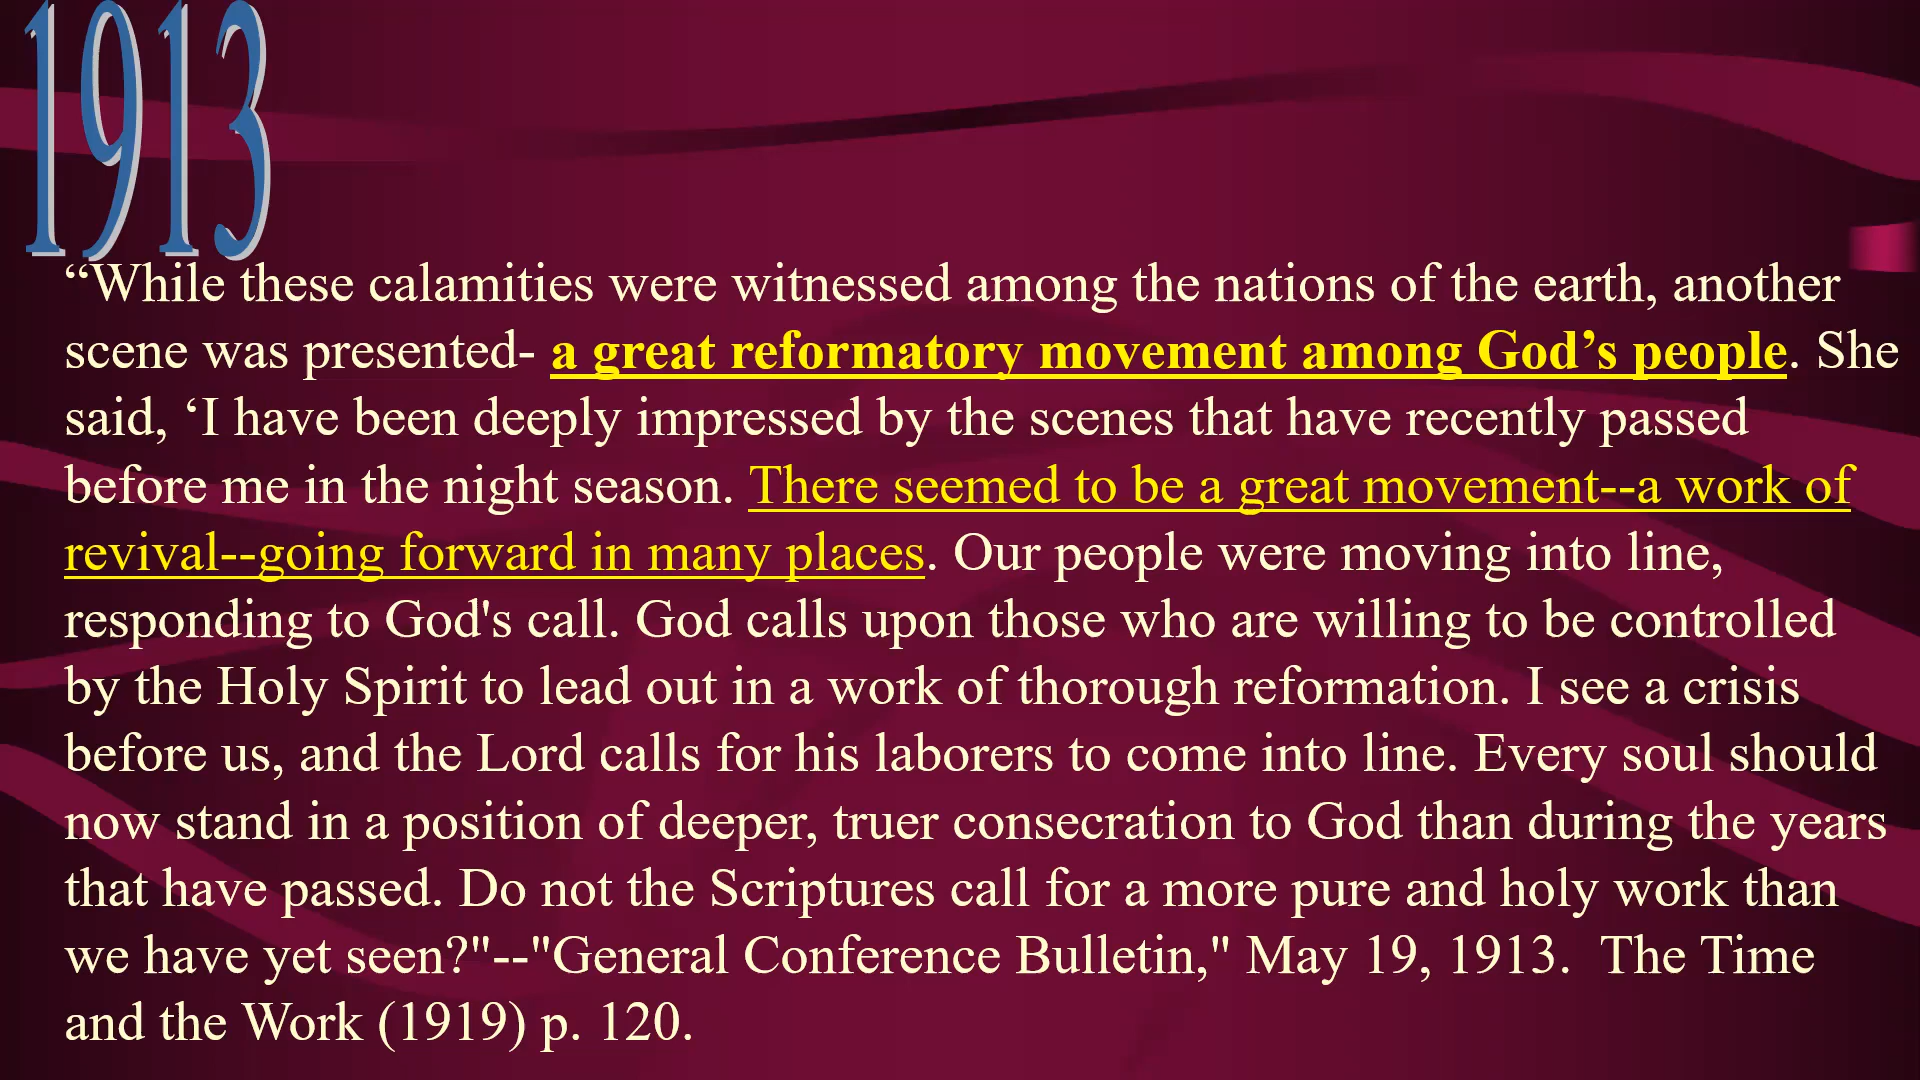 1913
“While these calamities were witnessed among the nations of the earth, another
scene was presented- a great reformatory movement among God’s people. She
said, ‘I have been deeply impressed by the scenes that have recently passed
before me in the night season. There seemed to be a great movement--a work of
revival--going forward in many places. Our people were moving into line,
responding to God's call. God calls upon those who are willing to be controlled
by the Holy Spirit to lead out in a work of thorough reformation. I see a crisis
before us, and the Lord calls for his laborers to come into line. Every soul should
now stand in a position of deeper, truer consecration to God than during the years
that have passed. Do not the Scriptures call for a more pure and holy work than
we have yet seen?"--"General Conference Bulletin," May 19, 1913.  The Time
and the Work (1919) p. 120.